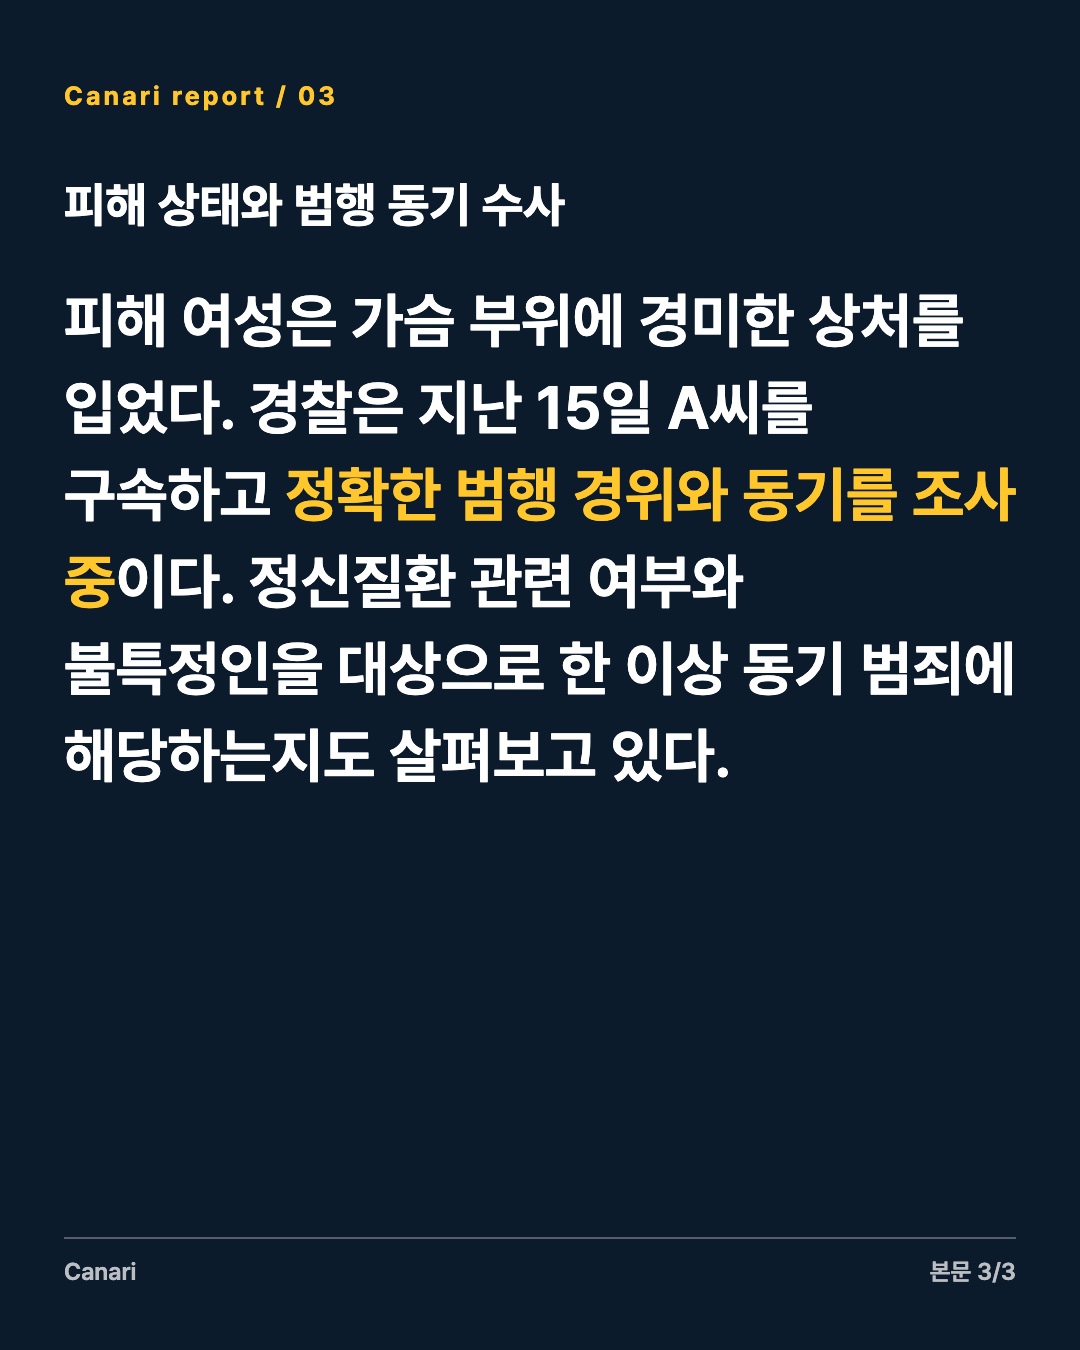 Canari report / 03
피해 상태와 범행 동기 수사
피해 여성은 가슴 부위에 경미한 상처를
입었다. 경찰은 지난 15일 A씨를
구속하고 정확한 범행 경위와 동기를 조사
중이다. 정신질환 관련 여부와
불특정인을 대상으로 한 이상 동기 범죄에
해당하는지도 살펴보고 있다.
Canari
본문 3/3